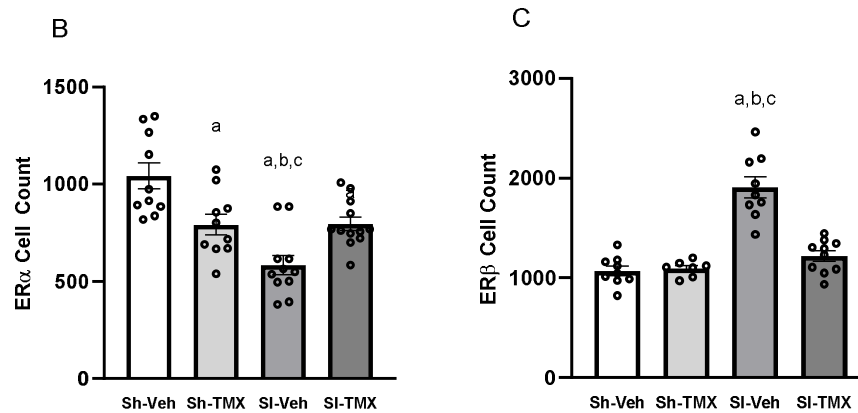 B
1500
1000
500
0
ERα Cell Count
a
a,b,c
Sh-Veh Sh-TMX SI-Veh SI-TMX
C
3000
2000
1000
0
ERβ Cell Count
a,b,c
Sh-Veh Sh-TMX SI-Veh SI-TMX